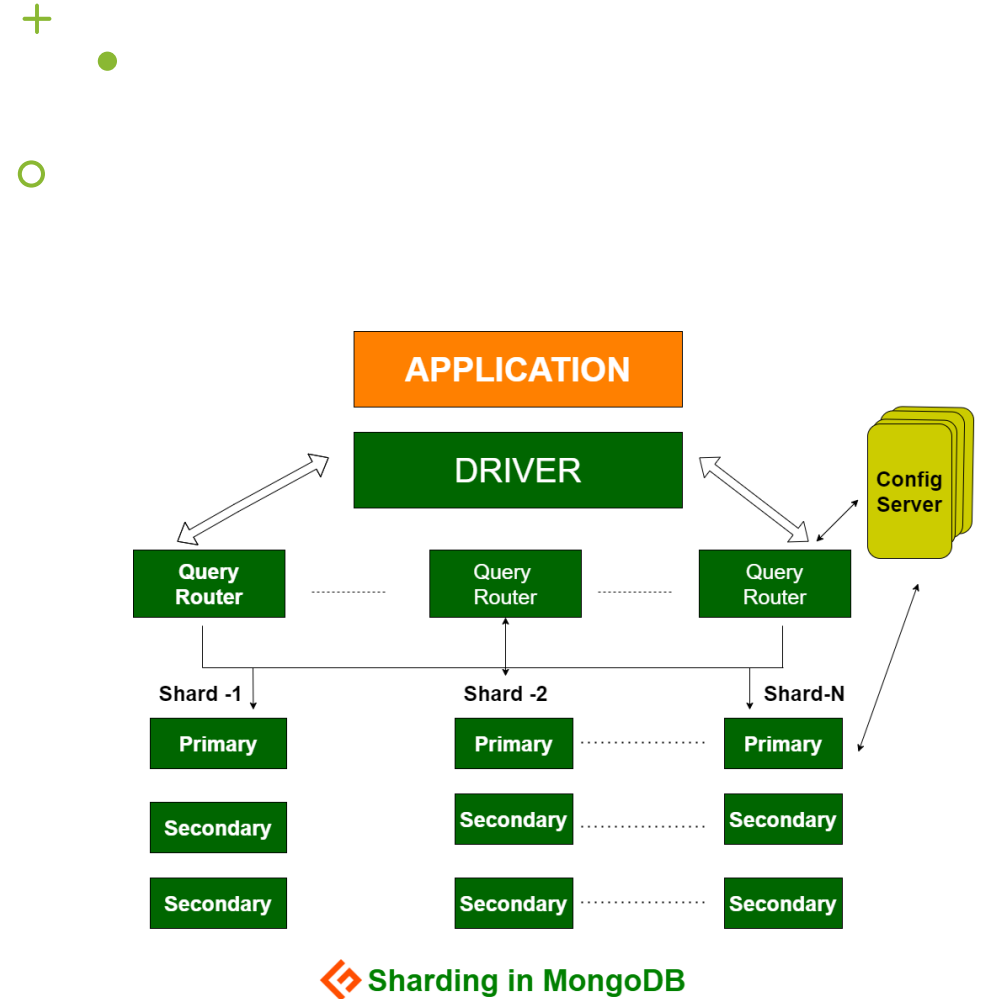 APPLICATION
DRIVER
Config
Server
Query
Router
Query
Router
Query
Router
Shard -1
Shard -2
Shard-N
Primary
Primary
Primary
Secondary
Secondary
Secondary
Secondary
Secondary
Secondary
Sharding in MongoDB